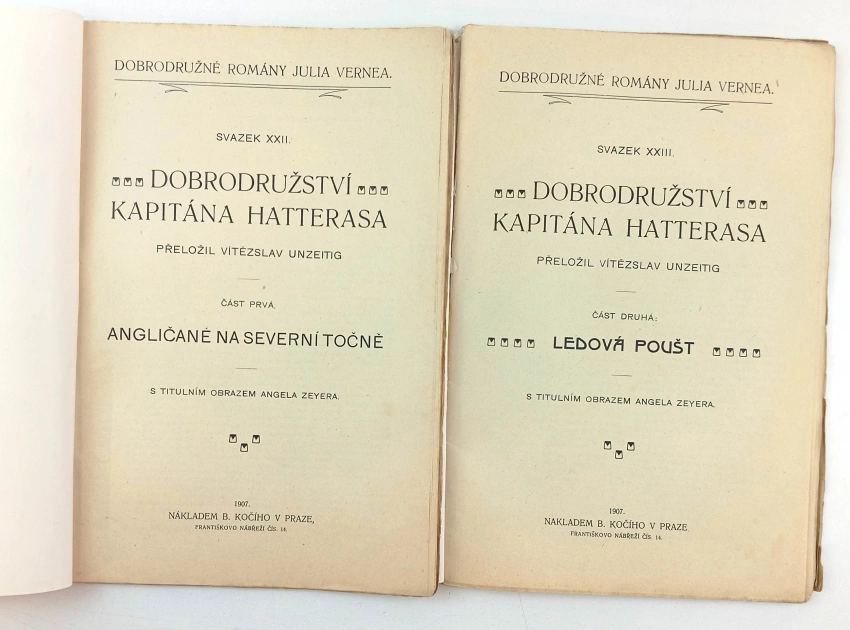 DOBRODRUŽNÉ ROMÁNY JULIA VERNEA.
SVAZEK XXII.
DOBRODRUŽSTVÍ
KAPITÁNA HATTERASA
PŘELOŽIL VÍTĚZSLAV UNZEITIG
ČÁST PRVÁ.
ANGLIČANÉ NA SEVERNÍ TOČNĚ
S TITULNÍM OBRAZEM ANGELA ZEYERA.
1907.
NÁKLADEM B. KOČÍHO V PRAZE,
FRANTIŠKOVO NÁBŘEŽÍ ČÍS. 14.
DOBRODRUŽNÉ ROMÁNY JULIA VERNEA.
SVAZEK XXIII.
DOBRODRUŽSTVÍ
KAPITÁNA HATTERASA
PŘELOŽIL VÍTĚZSLAV UNZEITIG
ČÁST DRUHÁ:
LEDOVÁ POUŠT
S TITULNÍM OBRAZEM ANGELA ZEYERA.
1907.
NÁKLADEM B. KOČÍHO V PRAZE
FRANTIŠKOVO NÁBŘEŽÍ ČÍS. 14.